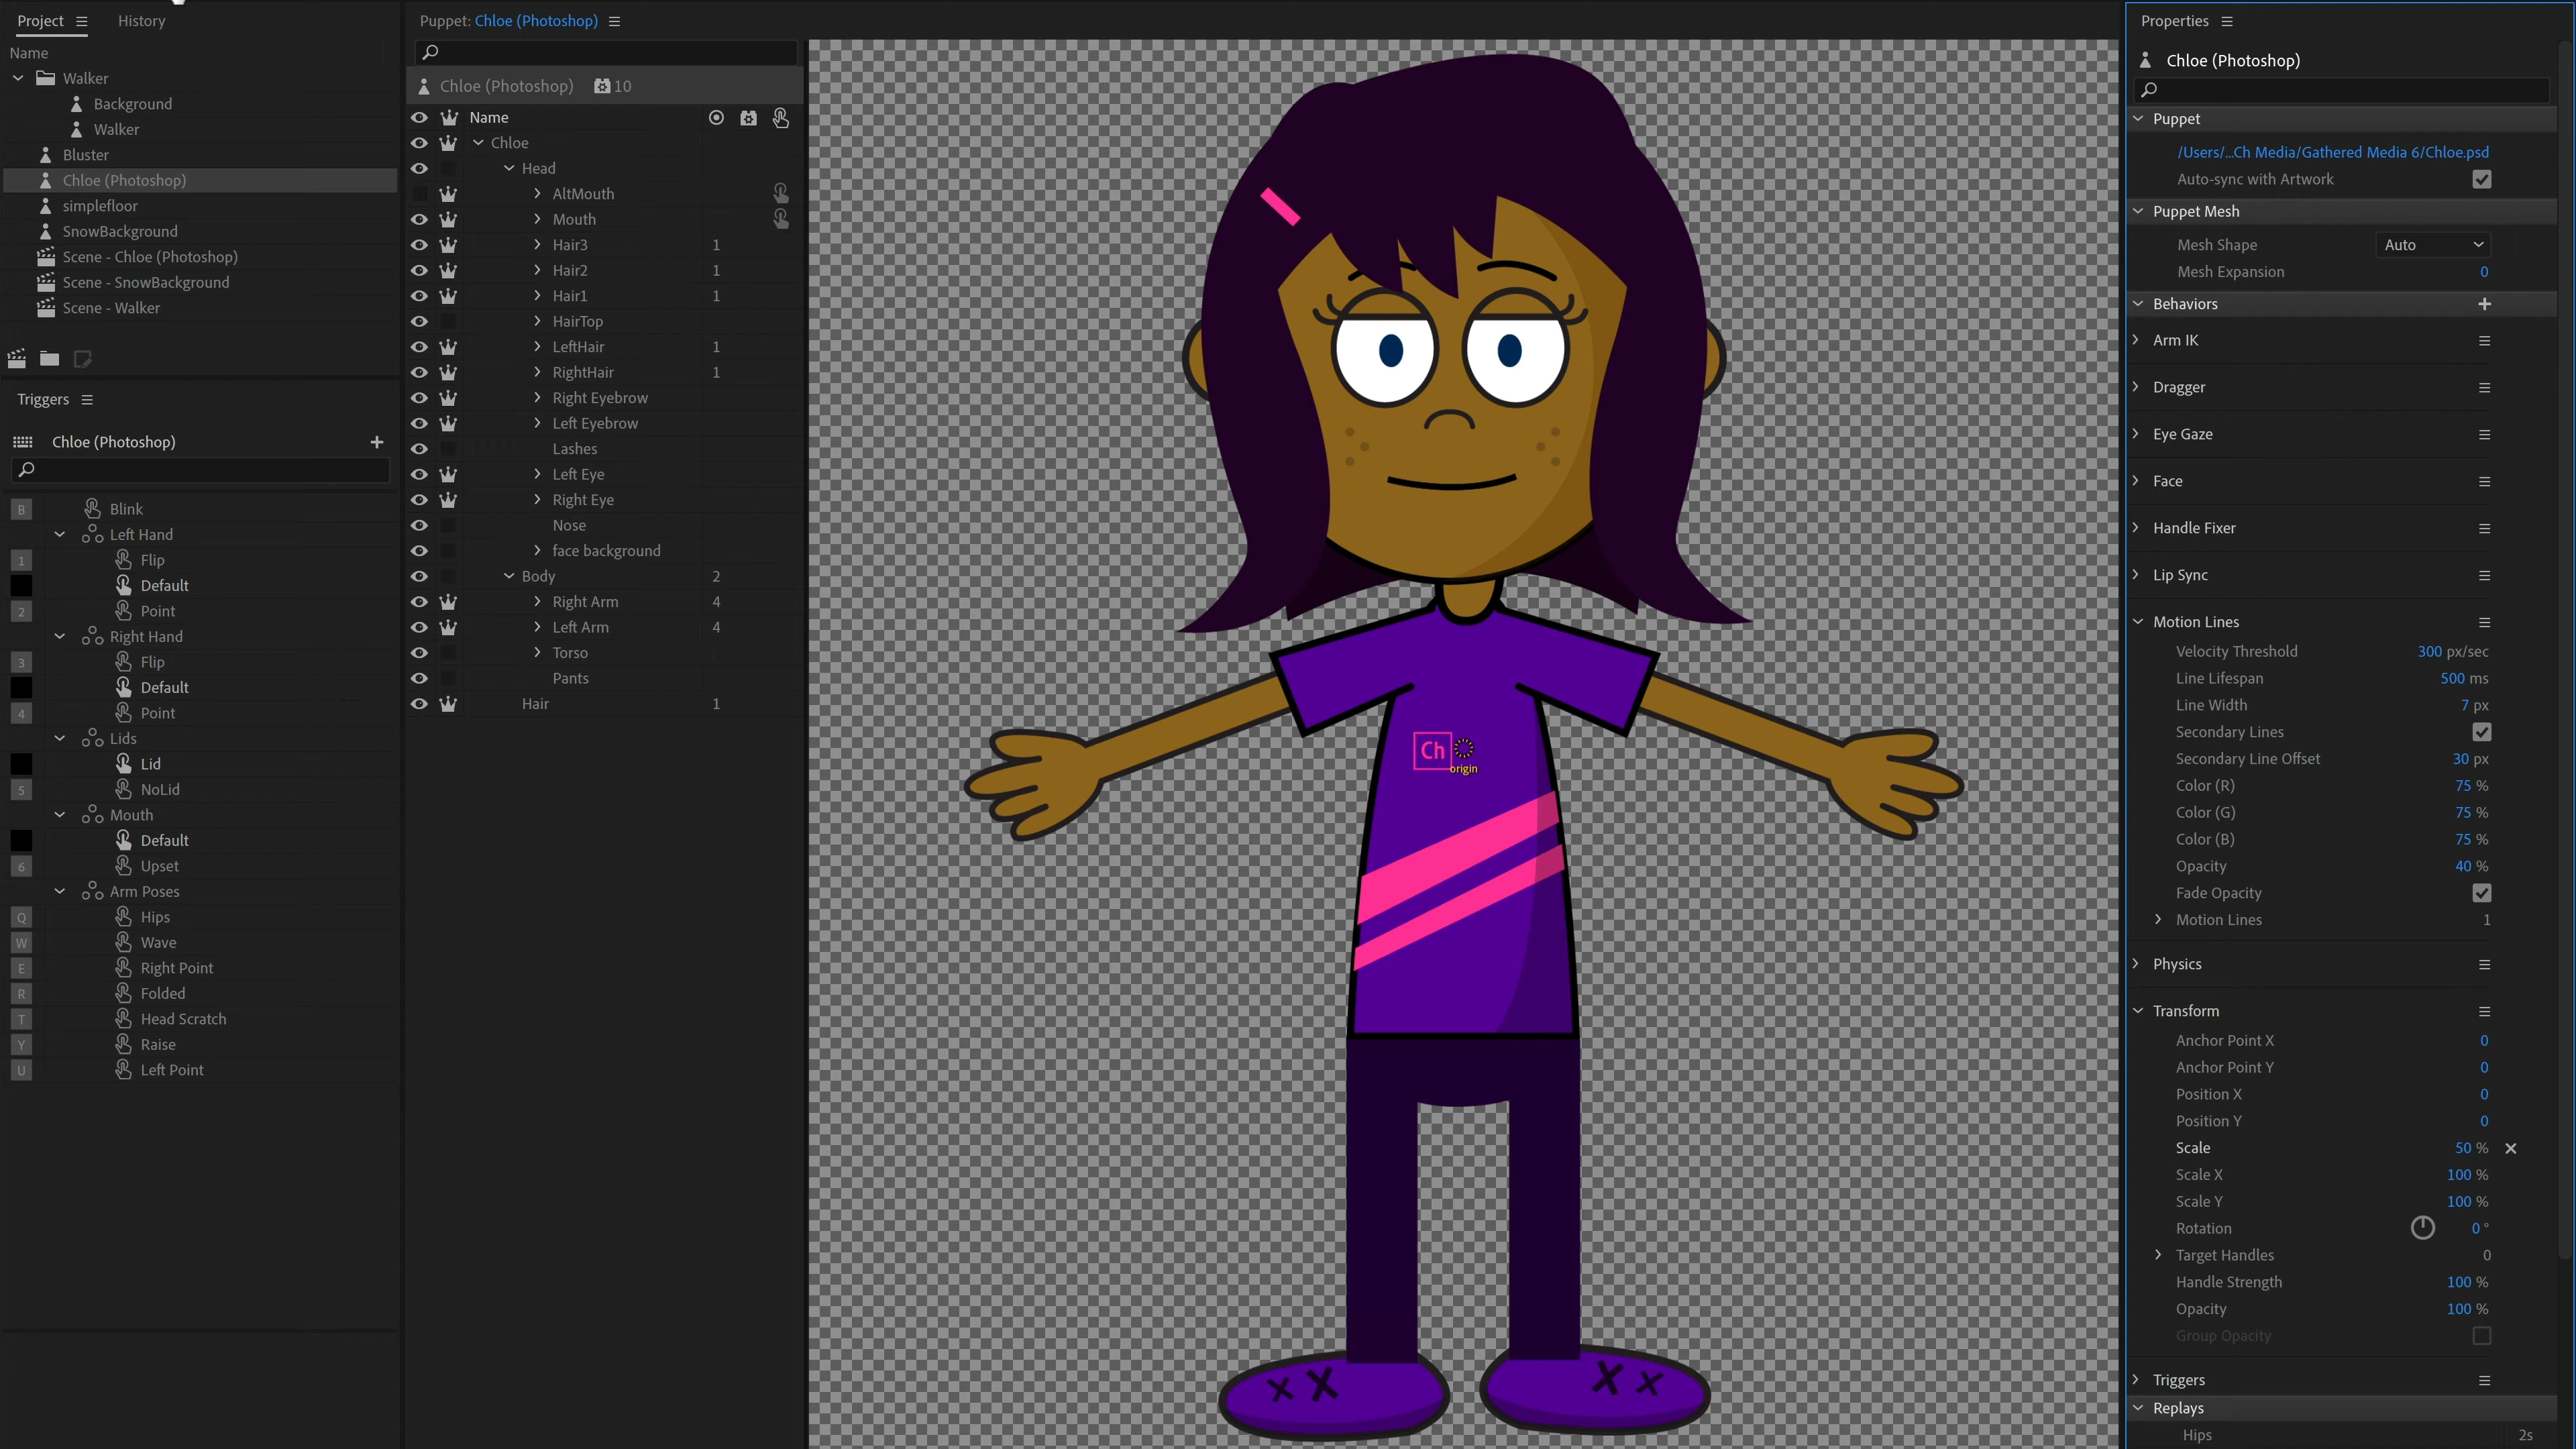 Project
History
Name
Walker
Background
Walker
Bluster
Chloe (Photoshop)
simplefloor
SnowBackground
Scene - Chloe (Photoshop)
Scene - SnowBackground
Scene - Walker
Triggers
Chloe (Photoshop)
B Blink
Left Hand
1 Flip
Default
2 Point
Right Hand
3 Flip
Default
4 Point
Lids
Lid
5 NoLid
Mouth
Default
6 Upset
Arm Poses
Q Hips
W Wave
E Right Point
R Folded
T Head Scratch
Y Raise
U Left Point
Puppet: Chloe (Photoshop)
Chloe (Photoshop) 10
Name
Chloe
Head
AltMouth
Mouth
Hair3 1
Hair2 1
Hair1 1
HairTop
LeftHair 1
RightHair 1
Right Eyebrow
Left Eyebrow
Lashes
Left Eye
Right Eye
Nose
face background
Body 2
Right Arm 4
Left Arm 4
Torso
Pants
Hair 1
Ch
origin
Properties
Chloe (Photoshop)
Puppet
/Users/...Ch Media/Gathered Media 6/Chloe.psd
Auto-sync with Artwork
Puppet Mesh
Mesh Shape Auto
Mesh Expansion 0
Behaviors +
Arm IK
Dragger
Eye Gaze
Face
Handle Fixer
Lip Sync
Motion Lines
Velocity Threshold 300 px/sec
Line Lifespan 500 ms
Line Width 7 px
Secondary Lines
Secondary Line Offset 30 px
Color (R) 75 %
Color (G) 75 %
Color (B) 75 %
Opacity 40 %
Fade Opacity
Motion Lines 1
Physics
Transform
Anchor Point X 0
Anchor Point Y 0
Position X 0
Position Y 0
Scale 50 %
Scale X 100 %
Scale Y 100 %
Rotation 0 °
Target Handles 0
Handle Strength 100 %
Opacity 100 %
Group Opacity
Triggers
Replays
Hips 2s